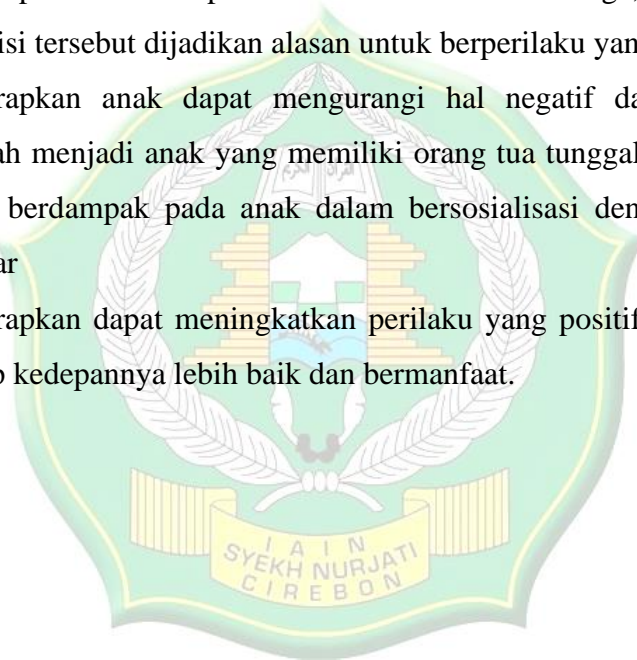 isi tersebut dijadikan alasan untuk berperilaku yan
rapkan anak dapat mengurangi hal negatif da
ah menjadi anak yang memiliki orang tua tunggal
berdampak pada anak dalam bersosialisasi den
ar
rapkan dapat meningkatkan perilaku yang positif
kedepannya lebih baik dan bermanfaat.
IAIN
SYEKH NURJATI
CIREBON